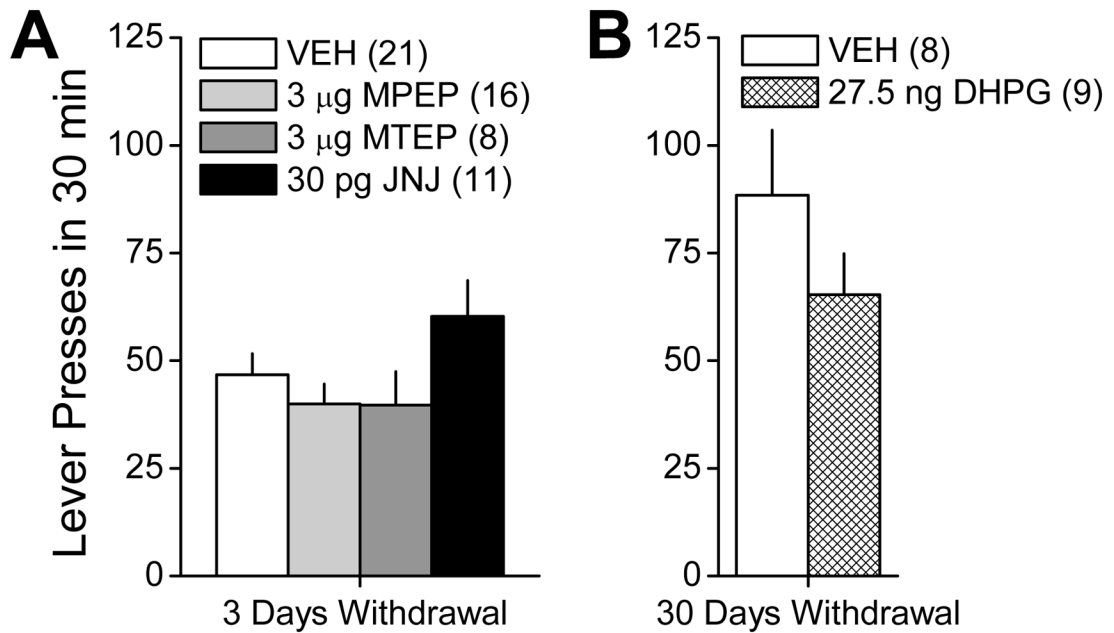 A
125
100
75
50
25
0
Lever Presses in 30 min
VEH (21)
3 μg MPEP (16)
3 μg MTEP (8)
30 pg JNJ (11)
3 Days Withdrawal
B
125
100
75
50
25
0
VEH (8)
27.5 ng DHPG (9)
30 Days Withdrawal